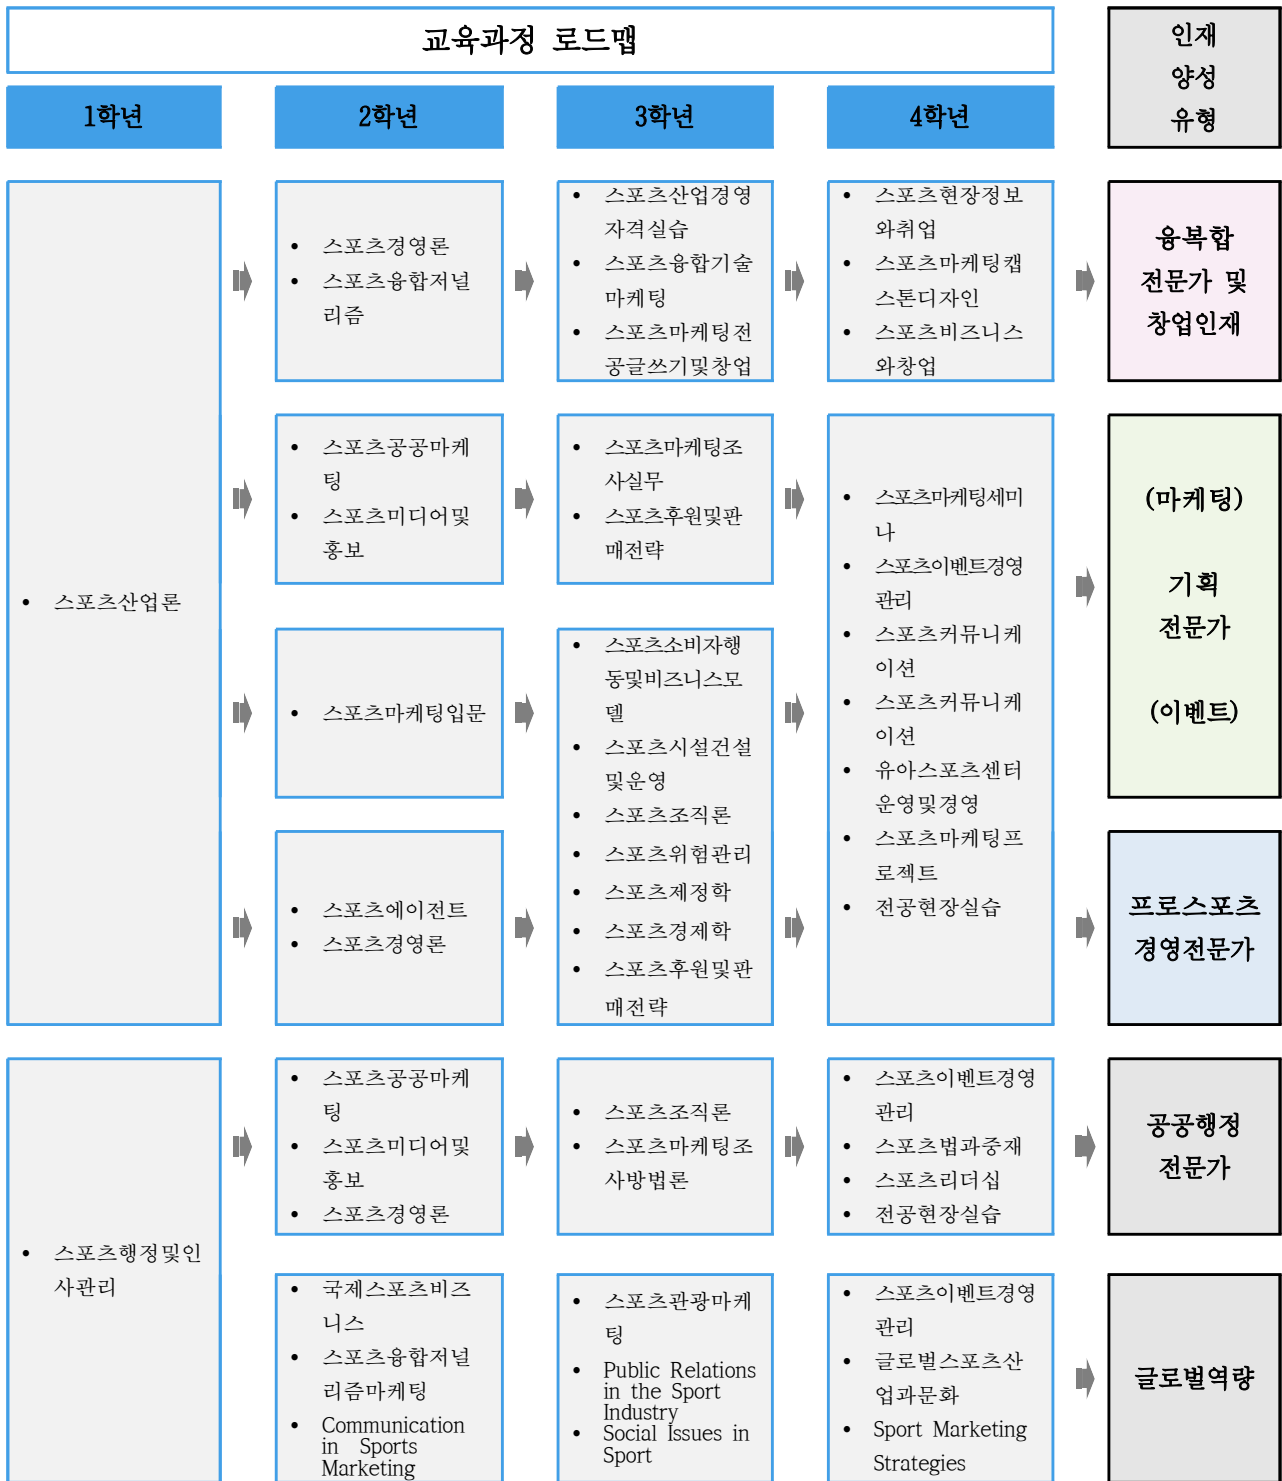 교육과정 로드맵
인재
양성
유형
1학년
2학년
3학년
4학년
• 스포츠산업론
• 스포츠경영론
• 스포츠융합저널
리즘
• 스포츠산업경영
자격실습
• 스포츠융합기술
마케팅
• 스포츠마케팅전
공글쓰기및창업
• 스포츠현장정보
와취업
• 스포츠마케팅캡
스톤디자인
• 스포츠비즈니스
와창업
융복합
전문가 및
창업인재
• 스포츠공공마케
팅
• 스포츠미디어및
홍보
• 스포츠마케팅조
사실무
• 스포츠후원및판
매전략
• 스포츠마케팅세미
나
• 스포츠이벤트경영
관리
• 스포츠커뮤니케
이션
• 스포츠커뮤니케
이션
• 유아스포츠센터
운영및경영
• 스포츠마케팅프
로젝트
• 전공현장실습
(마케팅)
기획
전문가
(이벤트)
• 스포츠마케팅입문
• 스포츠소비자행
동및비즈니스모
델
• 스포츠시설건설
및운영
• 스포츠조직론
• 스포츠위험관리
• 스포츠제정학
• 스포츠경제학
• 스포츠후원및판
매전략
• 스포츠에이전트
• 스포츠경영론
프로스포츠
경영전문가
• 스포츠행정및인
사관리
• 스포츠공공마케
팅
• 스포츠미디어및
홍보
• 스포츠경영론
• 스포츠조직론
• 스포츠마케팅조
사방법론
• 스포츠이벤트경영
관리
• 스포츠법과중재
• 스포츠리더십
• 전공현장실습
공공행정
전문가
• 국제스포츠비즈
니스
• 스포츠융합저널
리즘마케팅
• Communication
in Sports
Marketing
• 스포츠관광마케
팅
• Public Relations
in the Sport
Industry
• Social Issues in
Sport
• 스포츠이벤트경영
관리
• 글로벌스포츠산
업과문화
• Sport Marketing
Strategies
글로벌역량